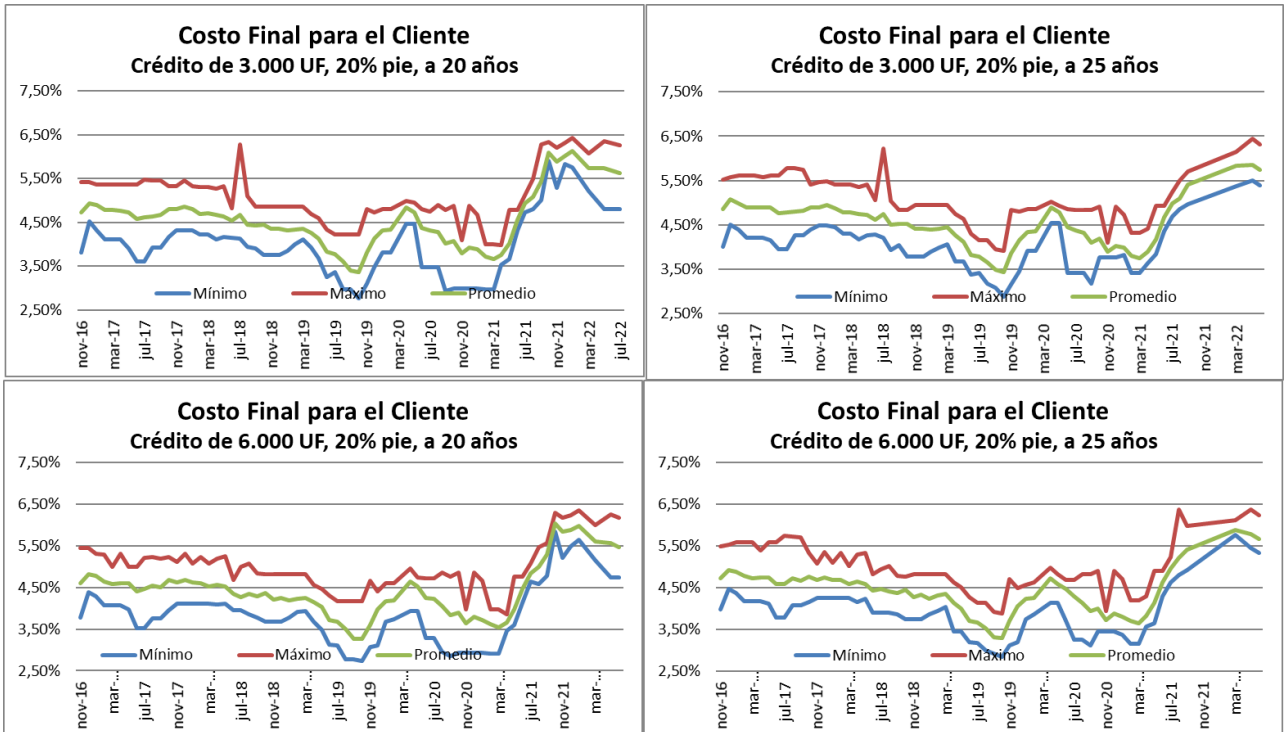 Costo Final para el Cliente
Crédito de 3.000 UF, 20% pie, a 20 años
7,50%
6,50%
5,50%
4,50%
3,50%
2,50%
Mínimo Máximo Promedio
nov-16 mar-17 jul-17 nov-17 mar-18 jul-18 nov-18 mar-19 jul-19 nov-19 mar-20 jul-20 nov-20 mar-21 jul-21 nov-21 mar-22 jul-22
Costo Final para el Cliente
Crédito de 3.000 UF, 20% pie, a 25 años
7,50%
6,50%
5,50%
4,50%
3,50%
2,50%
Mínimo Máximo Promedio
nov-16 mar-17 jul-17 nov-17 mar-18 jul-18 nov-18 mar-19 jul-19 nov-19 mar-20 jul-20 nov-20 mar-21 jul-21 nov-21 mar-22
Costo Final para el Cliente
Crédito de 6.000 UF, 20% pie, a 20 años
7,50%
6,50%
5,50%
4,50%
3,50%
2,50%
Mínimo Máximo Promedio
nov-16 mar-... jul-17 nov-17 mar-... jul-18 nov-18 mar-... jul-19 nov-19 mar-... jul-20 nov-20 mar-... jul-21 nov-21 mar-...
Costo Final para el Cliente
Crédito de 6.000 UF, 20% pie, a 25 años
7,50%
6,50%
5,50%
4,50%
3,50%
2,50%
Mínimo Máximo Promedio
nov-16 mar-... jul-17 nov-17 mar-... jul-18 nov-18 mar-... jul-19 nov-19 mar-... jul-20 nov-20 mar-... jul-21 nov-21 mar-...